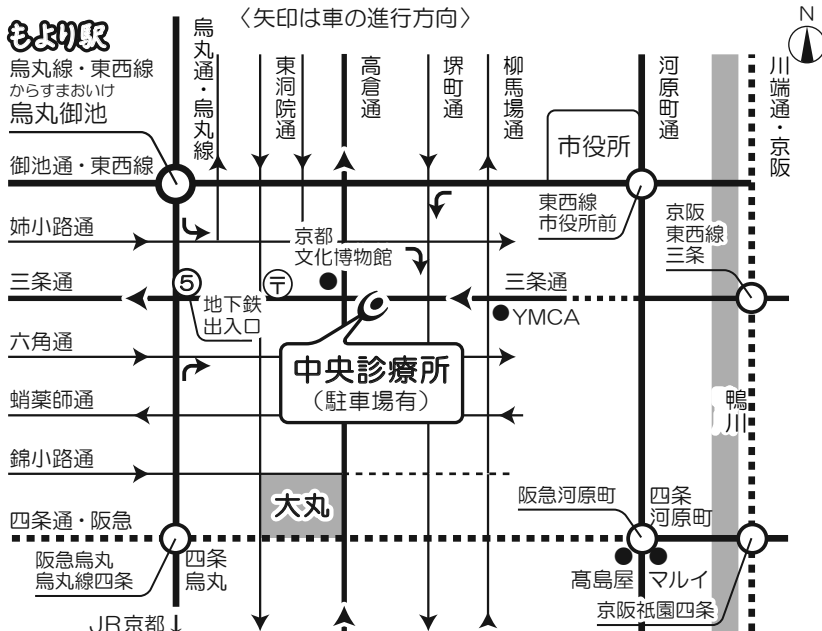 〈矢印は車の進行方向〉
N
もより駅
烏丸線・東西線
からすまおいけ
烏丸御池
烏丸通・烏丸線
東洞院通
高倉通
堺町通
柳馬場通
河原町通
川端通・京阪
御池通・東西線
市役所
東西線
市役所前
京阪
東西線
三条
姉小路通
京都
文化博物館
三条通
⑤
〒
三条通
地下鉄
出入口
YMCA
六角通
中央診療所
（駐車場有）
蛸薬師通
鴨川
錦小路通
大丸
阪急河原町
四条
河原町
四条通・阪急
阪急烏丸
烏丸線四条
四条
烏丸
髙島屋
マルイ
京阪祇園四条
JR京都↓